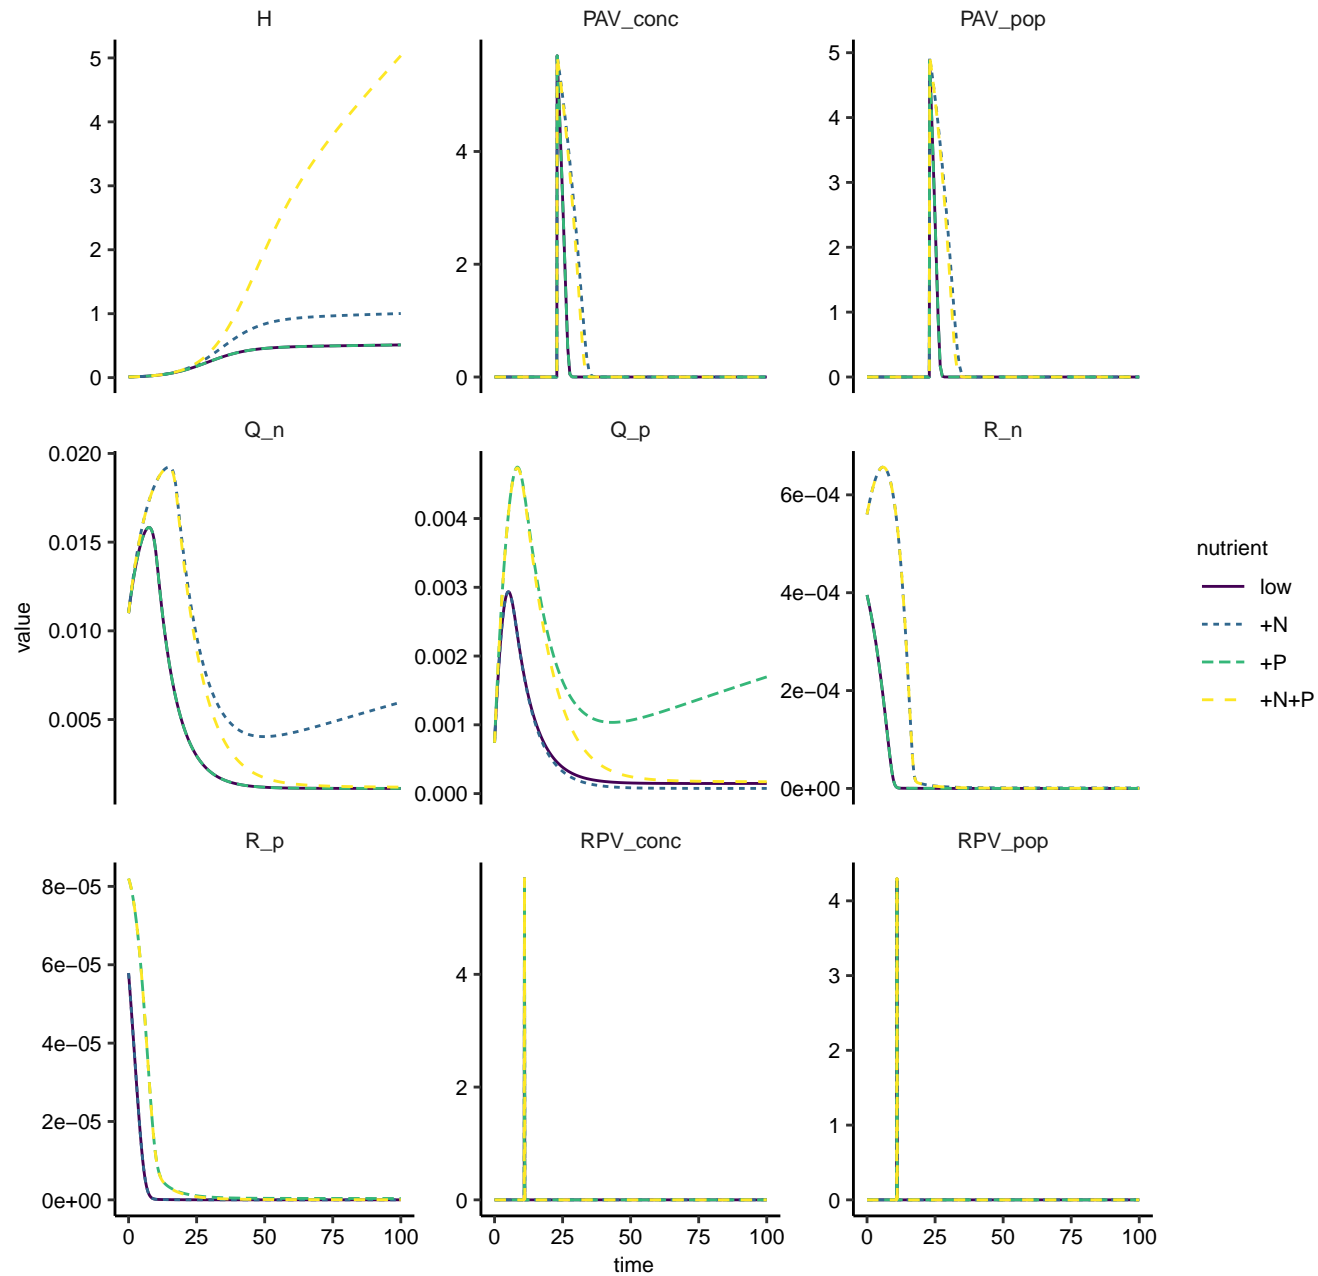 H
PAV_conc
PAV_pop
5
4
3
2
1
0
4
2
0
5
4
3
2
1
0
Q_n
Q_p
R_n
0.020
0.015
0.010
0.005
0.004
0.003
0.002
0.001
0.000
6e−04
4e−04
2e−04
0e+00
R_p
RPV_conc
RPV_pop
8e−05
6e−05
4e−05
2e−05
0e+00
4
2
0
4
3
2
1
0
0 25 50 75 100
0 25 50 75 100
0 25 50 75 100
time
value
nutrient
low
+N
+P
+N+P